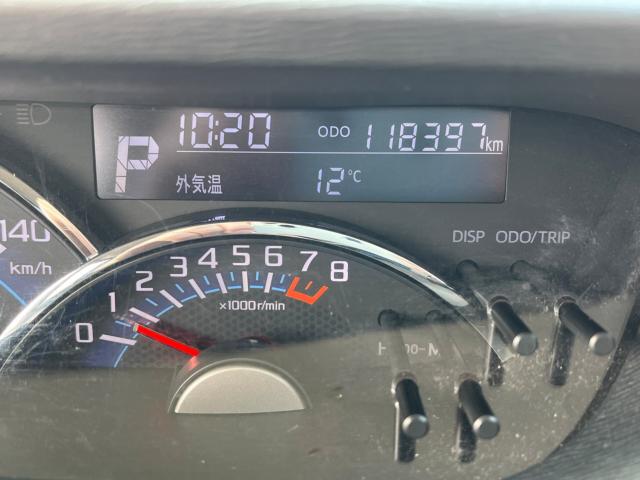 10:20 ODO 118397km
P
外気温 12°C
140
km/h
DISP ODO/TRIP
0 1 2 3 4 5 6 7 8
×1000r/min